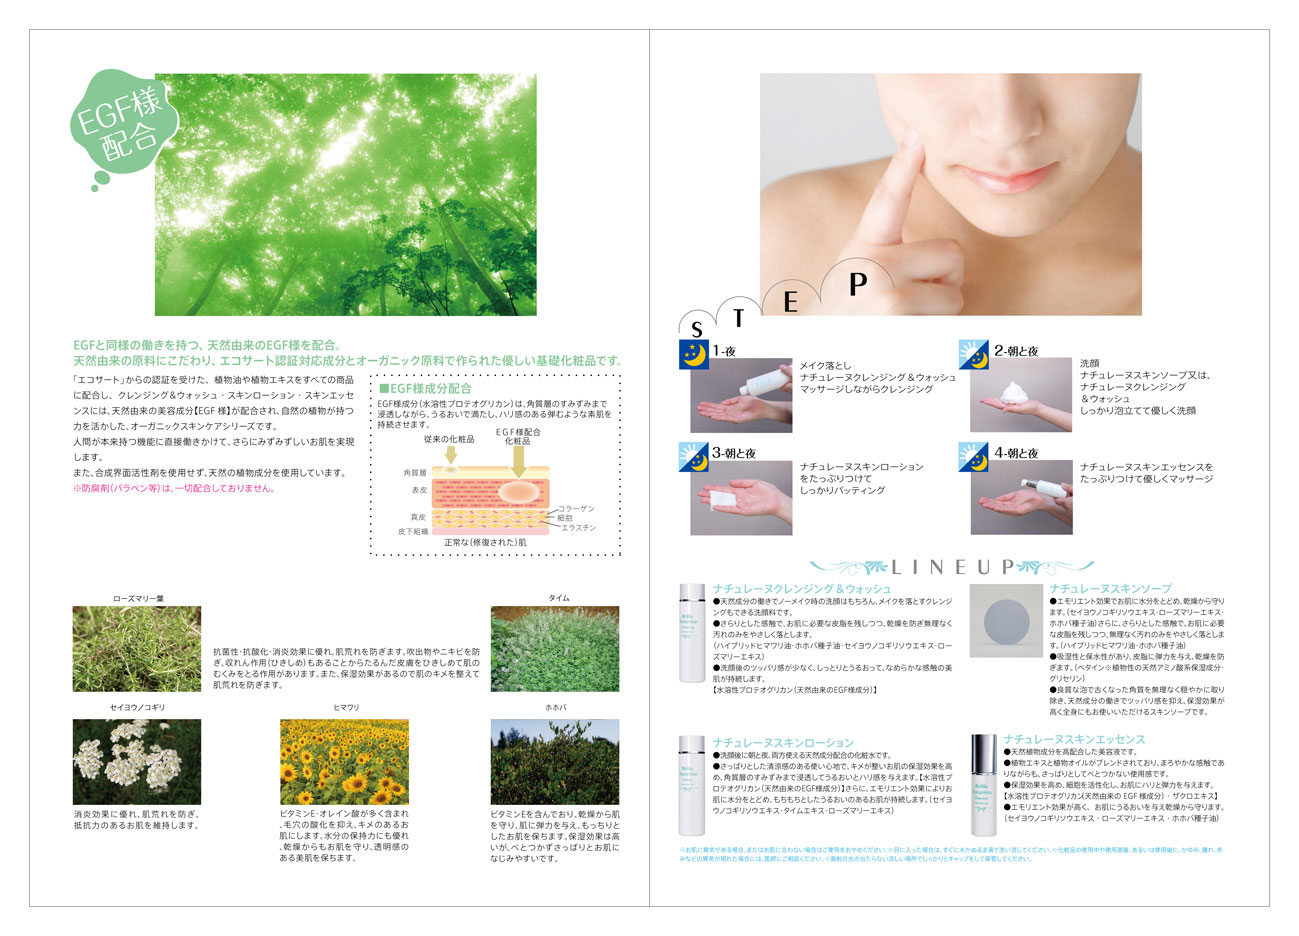 EGF様
配合
EGFと同様の働きを持つ、天然由来のEGF様を配合。
天然由来の原料にこだわり、エコサート認証対応成分とオーガニック原料で作られた優しい基礎化粧品です。
「エコサート」からの認証を受けた、植物油や植物エキスをすべての商品
に配合し、クレンジング&ウォッシュ・スキンローション・スキンエッセ
ンスには、天然由来の美容成分【EGF様】が配合され、自然の植物が持つ
力を活かした、オーガニックスキンケアシリーズです。
人間が本来持つ機能に直接働きかけて、さらにみずみずしいお肌を実現
します。
また、合成界面活性剤を使用せず、天然の植物成分を使用しています。
※防腐剤(パラベン等)は、一切配合しておりません。
■EGF様成分配合
EGF様成分(水溶性プロテオグリカン)は、角質層のすみずみまで
浸透しながら、うるおいで満たし、ハリ感のある弾むような素肌を
持続させます。
従来の化粧品
EGF様配合
化粧品
角質層
表皮
真皮
皮下組織
コラーゲン
細胞
エラスチン
正常な(修復された)肌
ローズマリー葉
抗菌性・抗酸化・消炎効果に優れ、肌荒れを防ぎます。吹出物やニキビを防
ぎ、収れん作用(ひきしめ)もあることからたるんだ皮膚をひきしめて肌の
むくみをとる作用があります。また、保湿効果があるので肌のキメを整えて
肌荒れを防ぎます。
タイム
セイヨウノコギリ
消炎効果に優れ、肌荒れを防ぎ、
抵抗力のあるお肌を維持します。
ヒマワリ
ビタミンE・オレイン酸が多く含まれ
、毛穴の酸化を抑え、キメのあるお
肌にします。水分の保持力にも優れ
、乾燥からもお肌を守り、透明感の
ある美肌を保ちます。
ホホバ
ビタミンEを含んでおり、乾燥から肌
を守り、肌に弾力を与え、もっちりと
したお肌を保ちます。保湿効果は高
いが、べとつかずさっぱりとお肌に
なじみやすいです。
STEP
1-夜
メイク落とし
ナチュレーヌクレンジング&ウォッシュ
マッサージしながらクレンジング
2-朝と夜
洗顔
ナチュレーヌスキンソープ又は、
ナチュレーヌクレンジング
&ウォッシュ
しっかり泡立てて優しく洗顔
3-朝と夜
ナチュレーヌスキンローション
をたっぷりつけて
しっかりパッティング
4-朝と夜
ナチュレーヌスキンエッセンスを
たっぷりつけて優しくマッサージ
LINEUP
ナチュレーヌクレンジング&ウォッシュ
●天然成分の働きでノーメイク時の洗顔はもちろん、メイクを落とすクレンジ
ングもできる洗顔料です。
●さらりとした感触で、お肌に必要な皮脂を残しつつ、乾燥を防ぎ無理なく
汚れのみをやさしく落とします。
(ハイブリッドヒマワリ油・ホホバ種子油・セイヨウノコギリソウエキス・ロー
ズマリーエキス)
●洗顔後のツッパリ感が少なく、しっとりとうるおって、なめらかな感触の美
肌が持続します。
【水溶性プロテオグリカン(天然由来のEGF様成分)】
ナチュレーヌスキンソープ
●エモリエント効果でお肌に水分をとどめ、乾燥から守り
ます。(セイヨウノコギリソウエキス・ローズマリーエキス・
ホホバ種子油)さらに、さらりとした感触で、お肌に必要
な皮脂を残しつつ、無理なく汚れのみをやさしく落としま
す。(ハイブリッドヒマワリ油・ホホバ種子油)
●吸湿性と保水性があり、皮脂に弾力を与え、乾燥を防
ぎます。(ベタイン※植物性の天然アミノ酸系保湿成分・
グリセリン)
●良質な泡で古くなった角質を無理なく穏やかに取り
除き、天然成分の働きでツッパリ感を抑え、保湿効果が
高く全身にもお使いいただけるスキンソープです。
ナチュレーヌスキンローション
●洗顔後に朝と夜、両方使える天然成分配合の化粧水です。
●さっぱりとした清涼感のある使い心地で、キメが整いお肌の保湿効果を高
め、角質層のすみずみまで浸透してうるおいとハリ感を与えます。【水溶性プ
ロテオグリカン(天然由来のEGF様成分)】さらに、エモリエント効果によりお
肌に水分をとどめ、もちもちとしたうるおいのあるお肌が持続します。(セイヨ
ウノコギリソウエキス・タイムエキス・ローズマリーエキス)
ナチュレーヌスキンエッセンス
●天然植物成分を高配合した美容液です。
●植物エキスと植物オイルがブレンドされており、まろやかな感触であ
りながらも、さっぱりとしてべとつかない使用感です。
●保湿効果を高め、細胞を活性化し、お肌にハリと弾力を与えます。
【水溶性プロテオグリカン(天然由来の EGF 様成分)・ザクロエキス】
●エモリエント効果が高く、お肌にうるおいを与え乾燥から守ります。
(セイヨウノコギリソウエキス・ローズマリーエキス・ホホバ種子油)
※お肌に異常がある場合、またはお肌に合わない場合はご使用をおやめください。※目に入った場合は、すぐに水かぬるま湯で洗い流してください。※化粧品の使用中や使用直後、あるいは使用後に、かゆみ、腫れ、赤
みなどの異常が現れた場合には、医師にご相談ください。※直射日光の当たらない涼しい場所でしっかりとキャップをして保管してください。